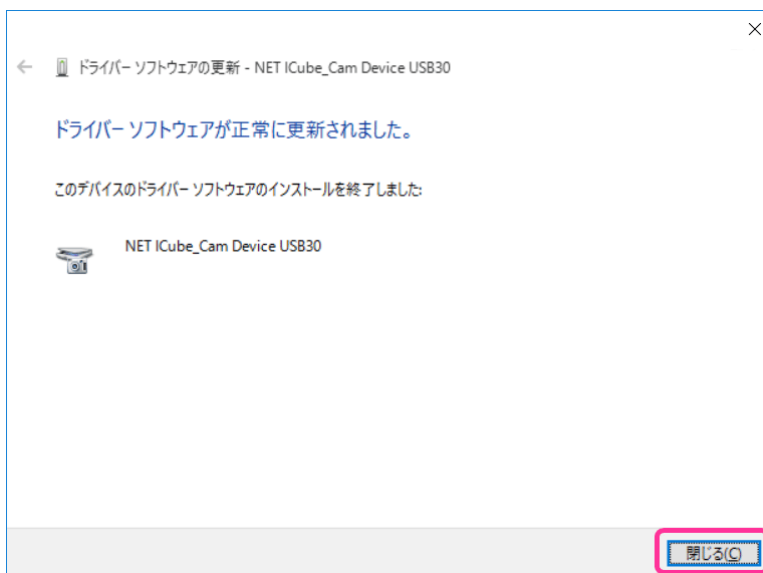 ドライバー ソフトウェアの更新 - NET ICube_Cam Device USB30
ドライバー ソフトウェアが正常に更新されました。
このデバイスのドライバー ソフトウェアのインストールを終了しました:
NET ICube_Cam Device USB30
閉じる(C)